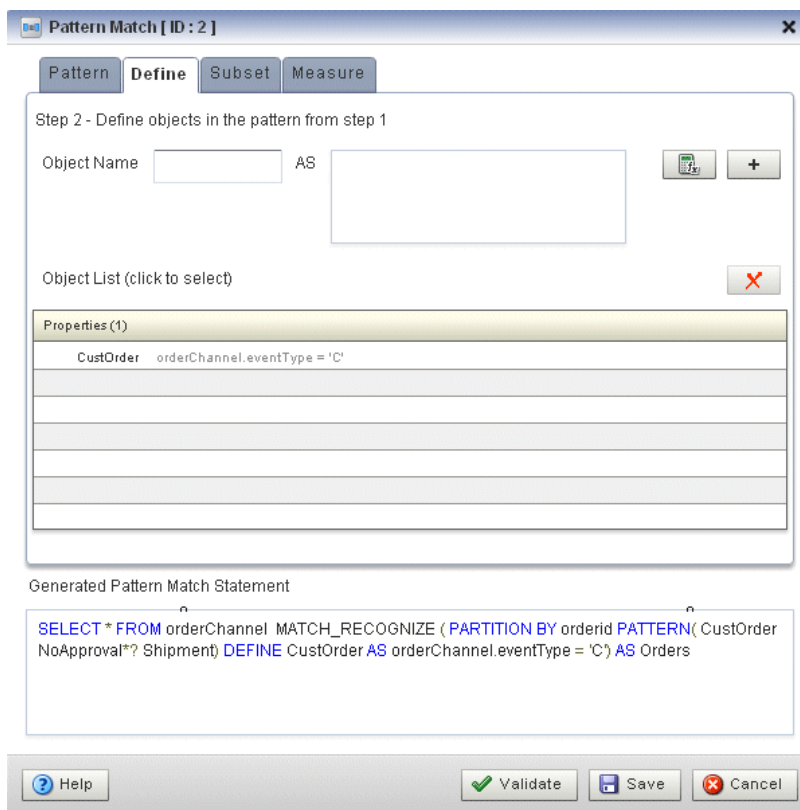 Pattern Match [ ID : 2 ]
Pattern Define Subset Measure
Step 2 - Define objects in the pattern from step 1
Object Name AS
+
Object List (click to select)
Properties (1)
CustOrder orderChannel.eventType = 'C'
Generated Pattern Match Statement
SELECT * FROM orderChannel MATCH_RECOGNIZE ( PARTITION BY orderid PATTERN( CustOrder
NoApproval*? Shipment) DEFINE CustOrder AS orderChannel.eventType = 'C') AS Orders
Help Validate Save Cancel